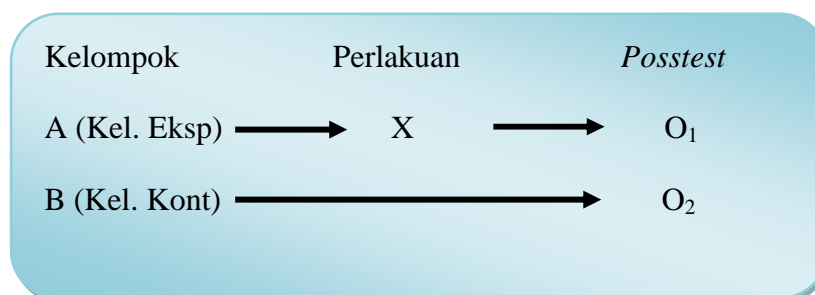 Kelompok Perlakuan Posstest
A (Kel. Eksp) X O₁
B (Kel. Kont) O₂